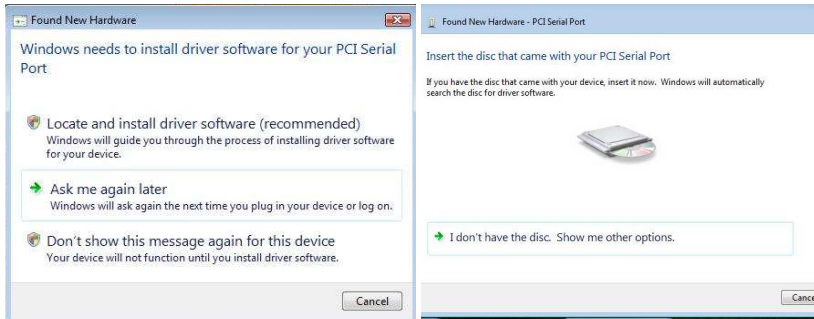 Found New Hardware
Windows needs to install driver software for your PCI Serial
Port
Locate and install driver software (recommended)
Windows will guide you through the process of installing driver software
for your device.
Ask me again later
Windows will ask again the next time you plug in your device or log on.
Don't show this message again for this device
Your device will not function until you install driver software.
Cancel
Found New Hardware - PCI Serial Port
Insert the disc that came with your PCI Serial Port
If you have the disc that came with your device, insert it now. Windows will automatically
search the disc for driver software.
I don't have the disc. Show me other options.
Cance